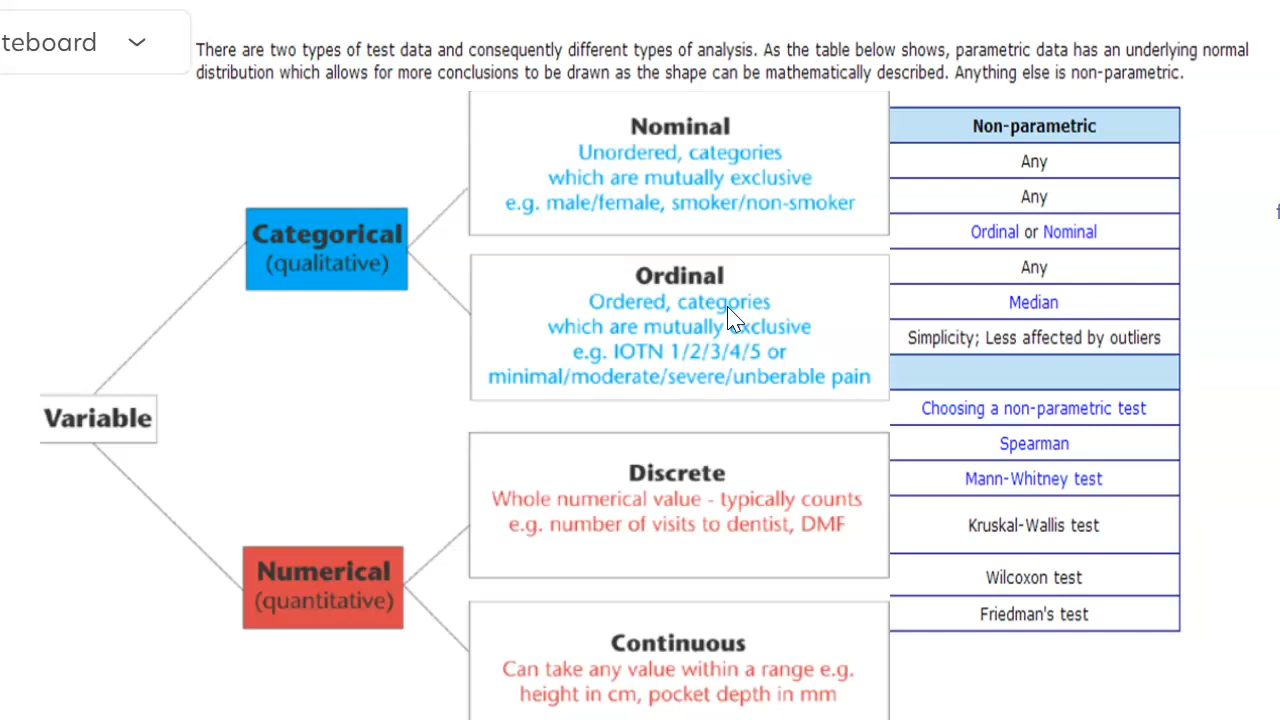 teboard
There are two types of test data and consequently different types of analysis. As the table below shows, parametric data has an underlying normal
distribution which allows for more conclusions to be drawn as the shape can be mathematically described. Anything else is non-parametric.
Nominal
Unordered, categories
which are mutually exclusive
e.g. male/female, smoker/non-smoker
Categorical
(qualitative)
Ordinal
Ordered, categories
which are mutually exclusive
e.g. IOTN 1/2/3/4/5 or
minimal/moderate/severe/unberable pain
Variable
Discrete
Whole numerical value - typically counts
e.g. number of visits to dentist, DMF
Numerical
(quantitative)
Continuous
Can take any value within a range e.g.
height in cm, pocket depth in mm
Non-parametric
Any
Any
Ordinal or Nominal
Any
Median
Simplicity; Less affected by outliers
Choosing a non-parametric test
Spearman
Mann-Whitney test
Kruskal-Wallis test
Wilcoxon test
Friedman's test